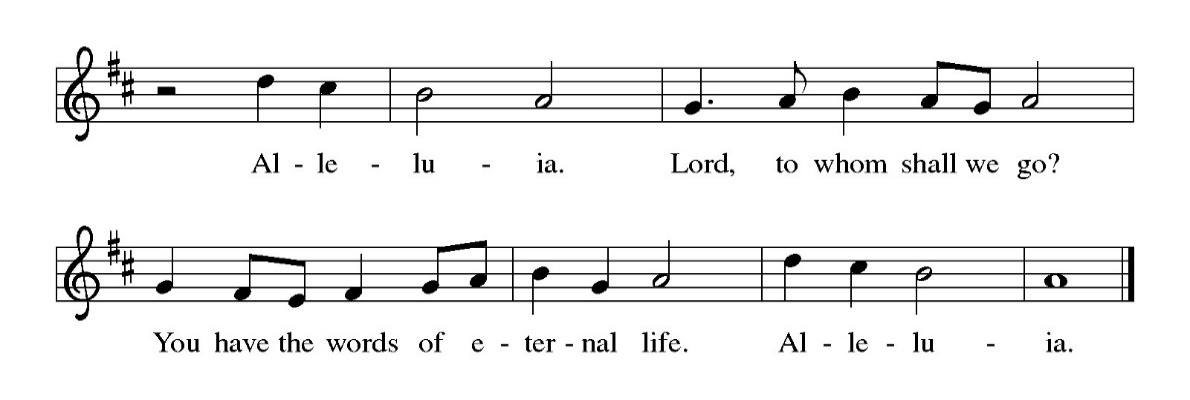 Al - le - lu - ia. Lord, to whom shall we go?
You have the words of e - ter - nal life. Al - le - lu - ia.